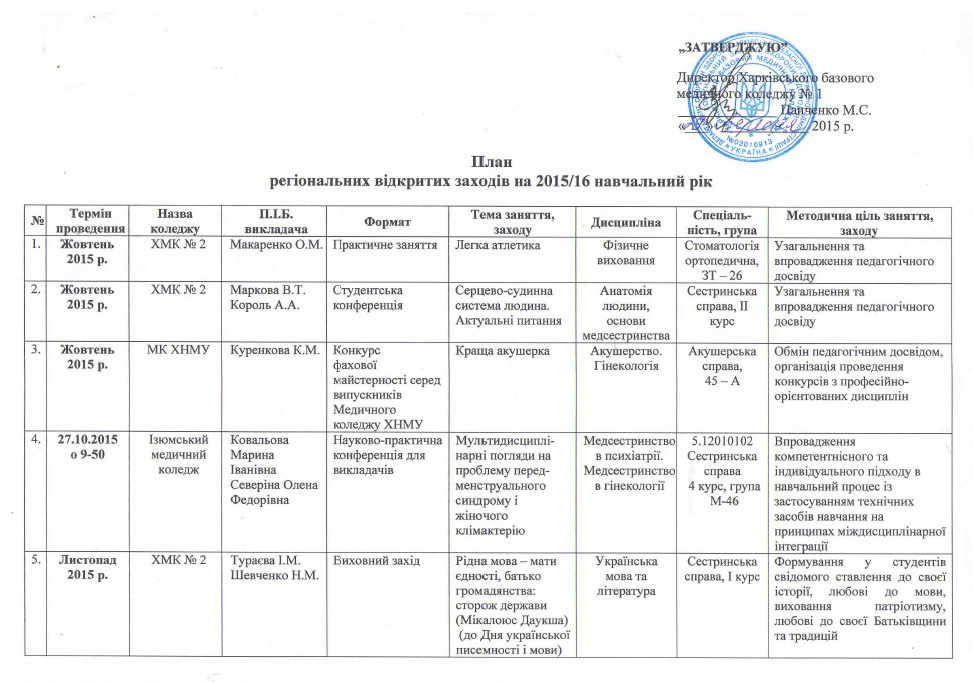 „ЗАТВЕРДЖУЮ”
Директор Харківського базового
медичного коледжу № 1
Панченко М.С.
2015 р.
№02010913
УКРАЇНА
План
регіональних відкритих заходів на 2015/16 навчальний рік
№ Термін проведення Назва коледжу П.І.Б. викладача Формат Тема заняття, заходу Дисципліна Спеціаль-ність, група Методична ціль заняття, заходу
1. Жовтень ХМК № 2 Макаренко О.М. Практичне заняття Легка атлетика Фізичне Стоматологія Узагальнення та
2015 р. виховання ортопедична, впровадження педагогічного
ЗТ – 26 досвіду
2. Жовтень ХМК № 2 Маркова В.Т. Студентська Серцево-судинна Анатомія Сестринська Узагальнення та
2015 р. Король А.А. конференція система людина. людини, справа, ІІ впровадження педагогічного
Актуальні питання основи курс досвіду
медсестринства
3. Жовтень МК ХНМУ Куренкова К.М. Конкурс Краща акушерка Акушерство. Акушерська Обмін педагогічним досвідом,
2015 р. фахової Гінекологія справа, організація проведення
майстерності серед 45 – А конкурсів з професійно-
випускників орієнтованих дисциплін
Медичного
коледжу ХНМУ
4. 27.10.2015 Ізюмський Ковальова Науково-практична Мультидисциплі- Медсестринство 5.12010102 Впровадження
о 9-50 медичний Марина конференція для нарні погляди на в психіатрії. Сестринська компетентнісного та
коледж Іванівна викладачів проблему перед- Медсестринство справа індивідуального підходу в
Северіна Олена менструального в гінекології 4 курс, група навчальний процес із
Федорівна синдрому і М-46 застосуванням технічних
жіночого засобів навчання на
клімактерію принципах міждисциплінарної
інтеграції
5. Листопад ХМК № 2 Тураєва І.М. Виховний захід Рідна мова – мати Українська Сестринська Формування у студентів
2015 р. Шевченко Н.М. єдності, батько мова та справа, І курс свідомого ставлення до своєї
громадянства: література історії, любові до мови,
сторож держави виховання патріотизму,
(Мікалоюс Даукша) любові до своєї Батьківщини
(до Дня української та традицій
писемності і мови)